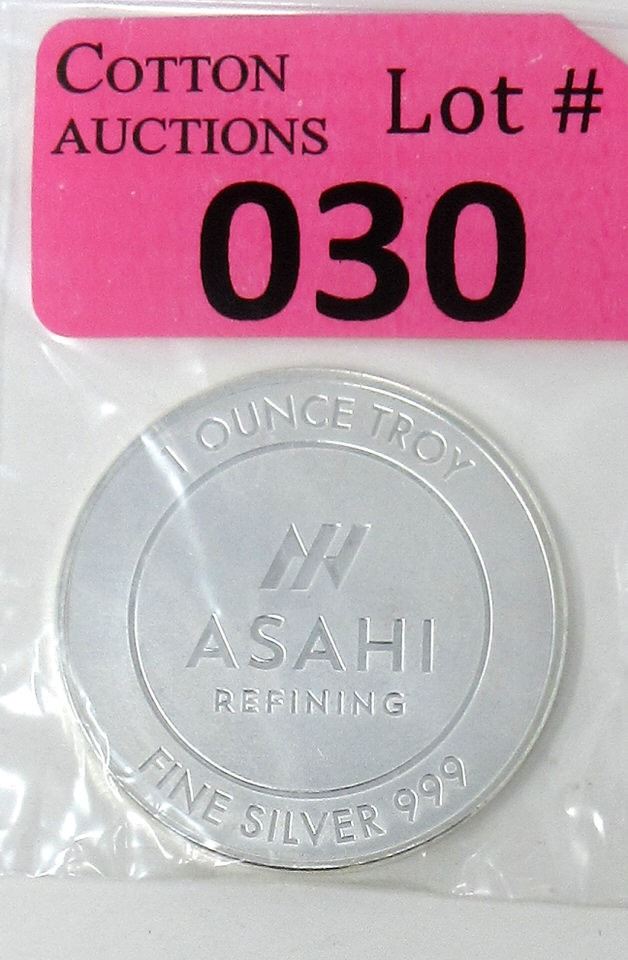 COTTON
AUCTIONS
Lot #
030
1 OUNCE TROY
ASAHI
REFINING
FINE SILVER 999